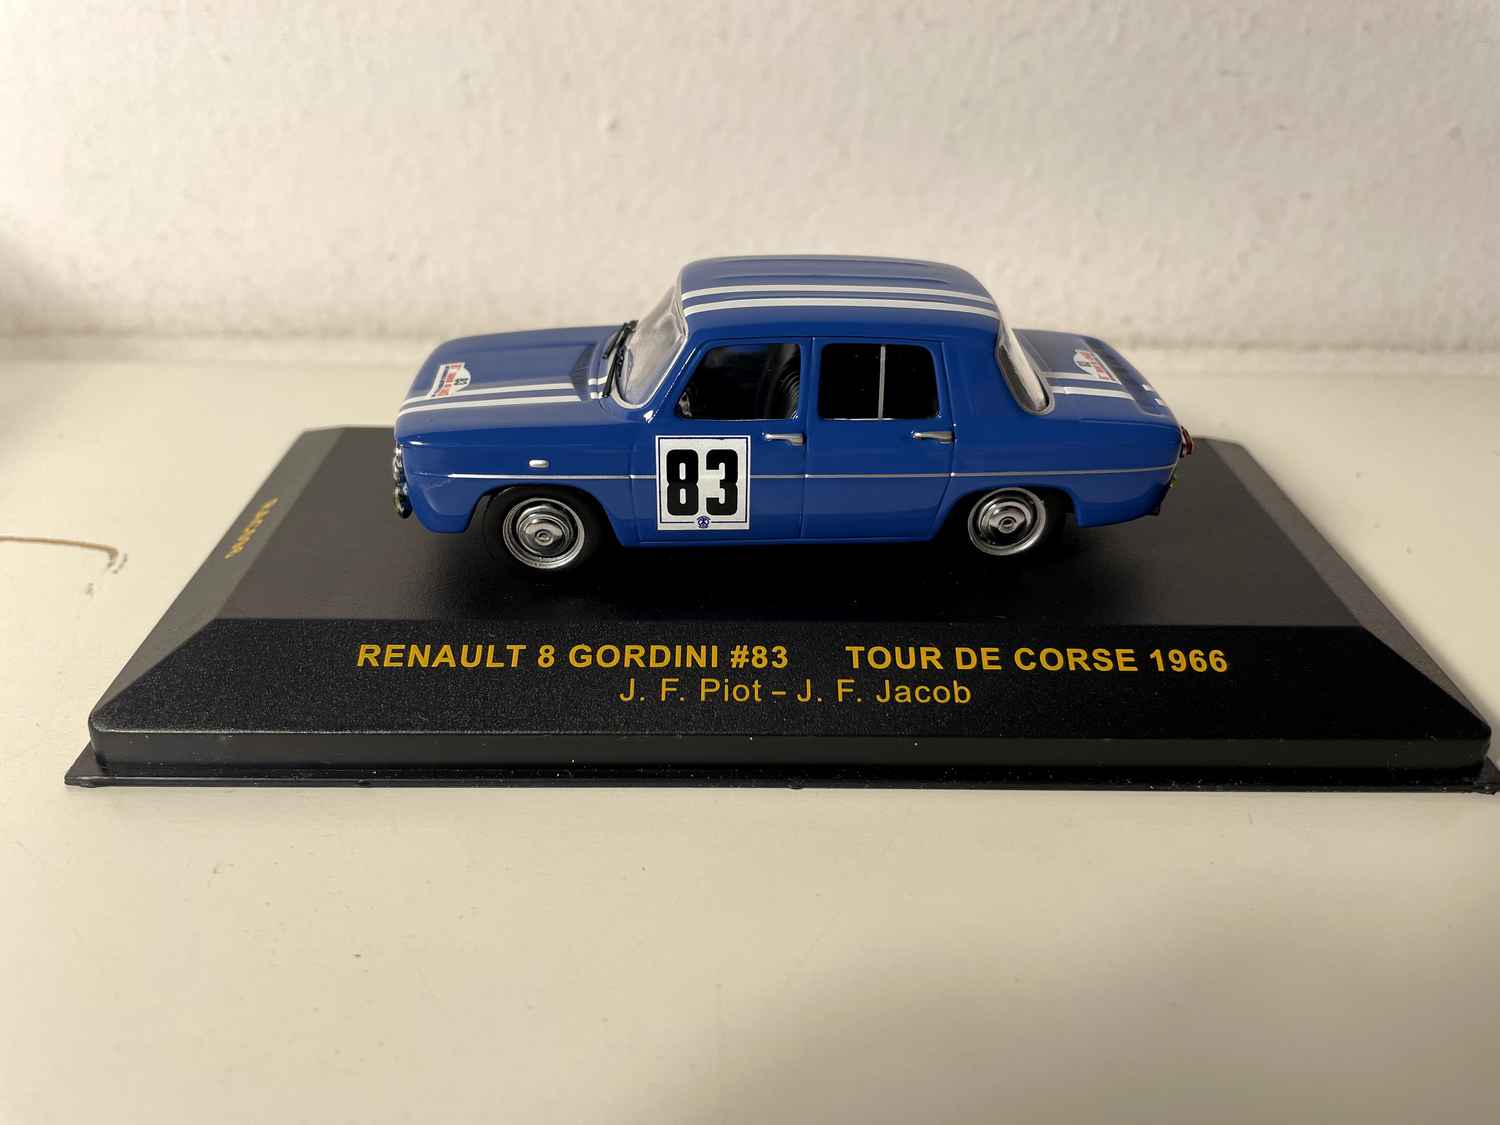 83
RENAULT 8 GORDINI #83 TOUR DE CORSE 1966
J. F. Piot – J. F. Jacob